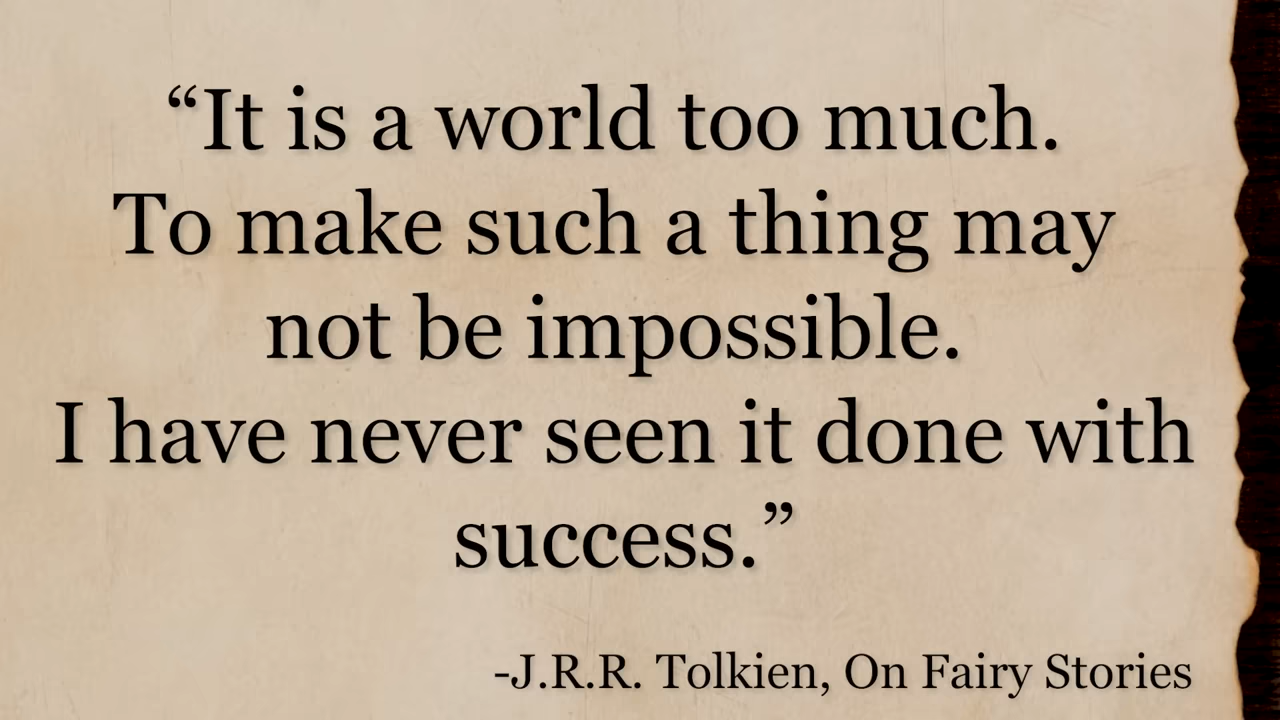 “It is a world too much.
To make such a thing may
not be impossible.
I have never seen it done with
success.”
-J.R.R. Tolkien, On Fairy Stories